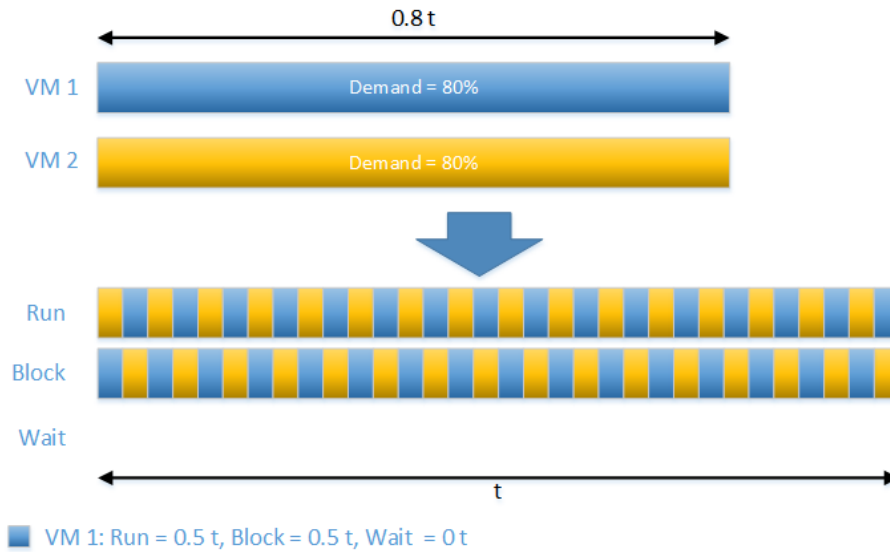 0.8 t
VM 1
Demand = 80%
VM 2
Demand = 80%
Run
Block
Wait
t
VM 1: Run = 0.5 t, Block = 0.5 t, Wait = 0 t